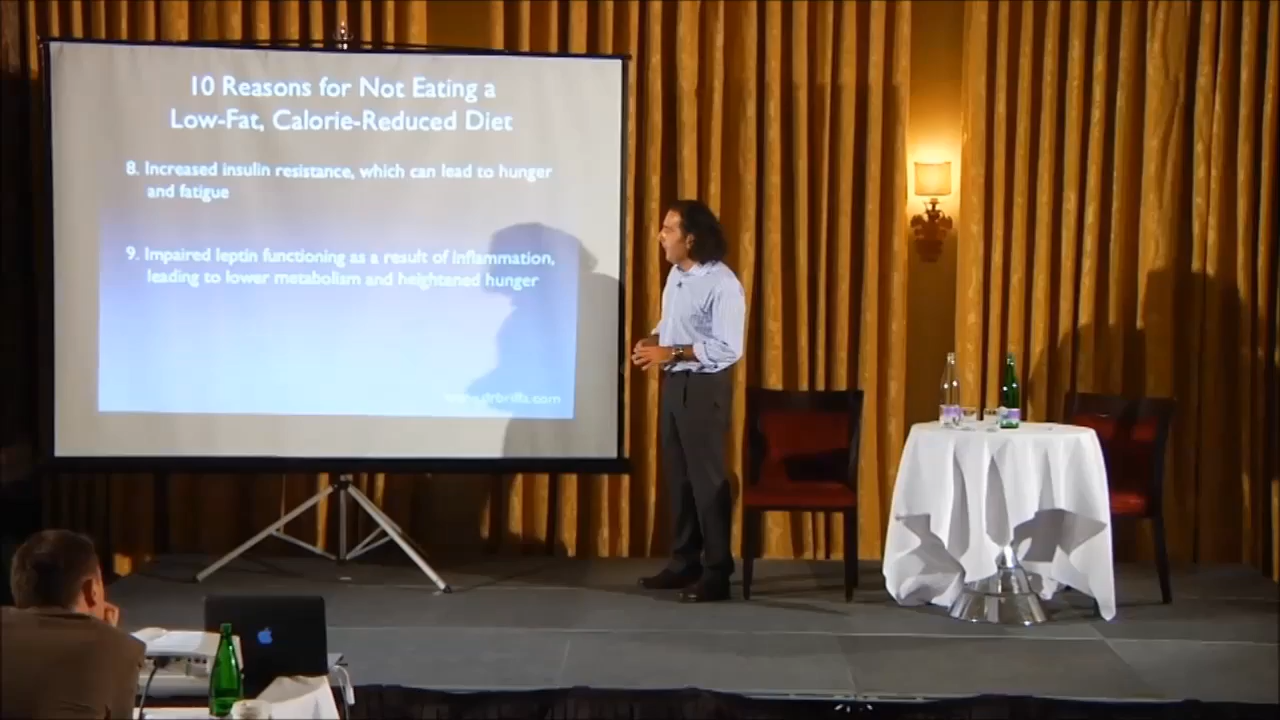 10 Reasons for Not Eating a
Low-Fat, Calorie-Reduced Diet
8. Increased insulin resistance, which can lead to hunger
and fatigue
9. Impaired leptin functioning as a result of inflammation,
leading to lower metabolism and heightened hunger